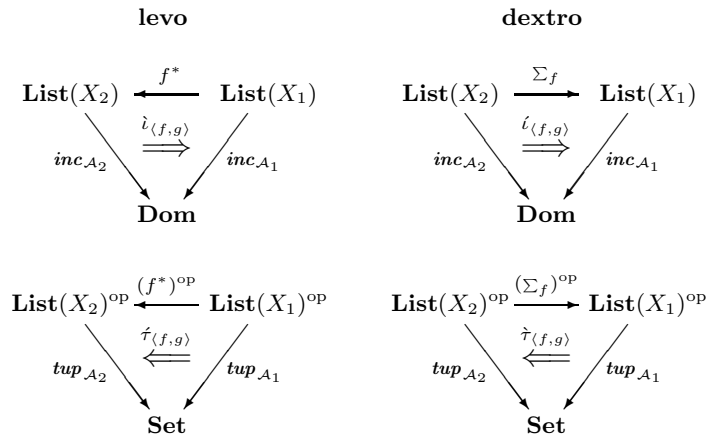 levo dextro
f* Σ_f
List(X₂) List(X₁) List(X₂) List(X₁)
ὶ⟨f,g⟩ ί⟨f,g⟩
inc_𝒜₂ inc_𝒜₁ inc_𝒜₂ inc_𝒜₁
Dom Dom
(f*)ᵒᵖ (Σ_f)ᵒᵖ
List(X₂)ᵒᵖ List(X₁)ᵒᵖ List(X₂)ᵒᵖ List(X₁)ᵒᵖ
τ́⟨f,g⟩ τ̀⟨f,g⟩
tup_𝒜₂ tup_𝒜₁ tup_𝒜₂ tup_𝒜₁
Set Set